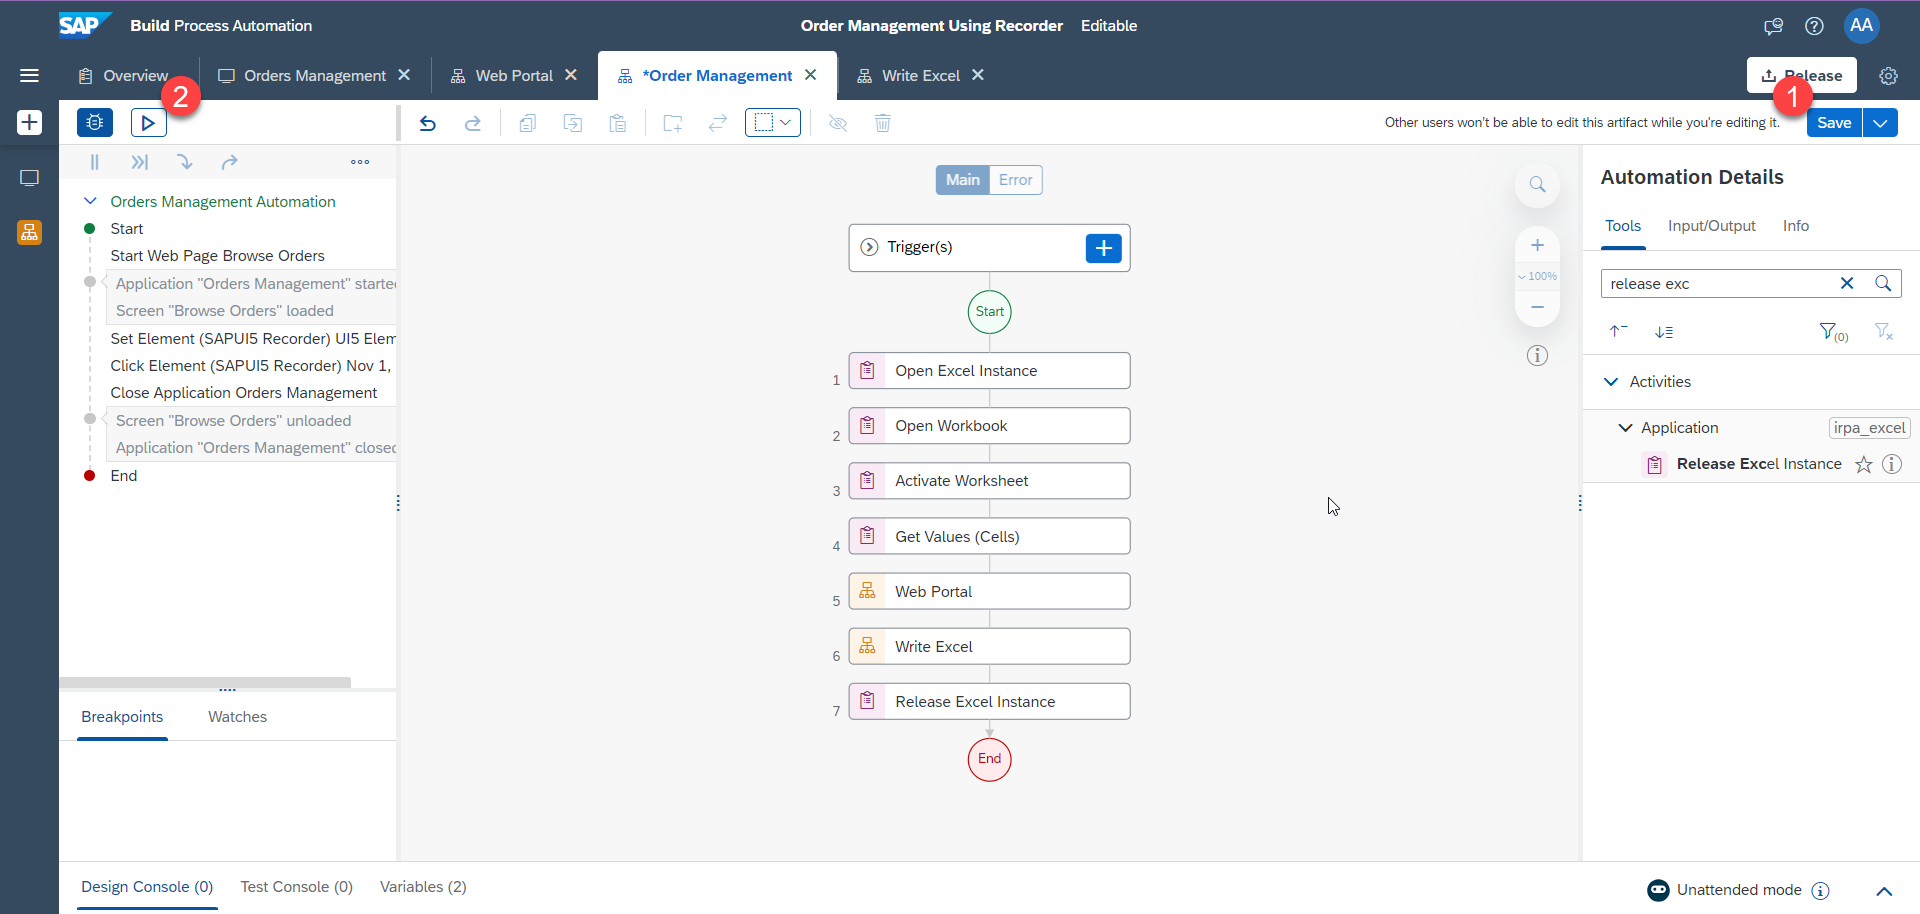 SAP Build Process Automation
Order Management Using Recorder Editable
AA
Overview
Orders Management
Web Portal
*Order Management
Write Excel
Release
2
1
Other users won't be able to edit this artifact while you're editing it.
Save
Orders Management Automation
Start
Start Web Page Browse Orders
Application "Orders Management" starte
Screen "Browse Orders" loaded
Set Element (SAPUI5 Recorder) UI5 Elem
Click Element (SAPUI5 Recorder) Nov 1,
Close Application Orders Management
Screen "Browse Orders" unloaded
Application "Orders Management" closed
End
Breakpoints
Watches
Main
Error
Trigger(s)
Start
1 Open Excel Instance
2 Open Workbook
3 Activate Worksheet
4 Get Values (Cells)
5 Web Portal
6 Write Excel
7 Release Excel Instance
End
100%
Automation Details
Tools
Input/Output
Info
release exc
(0)
Activities
Application
irpa_excel
Release Excel Instance
Design Console (0)
Test Console (0)
Variables (2)
Unattended mode